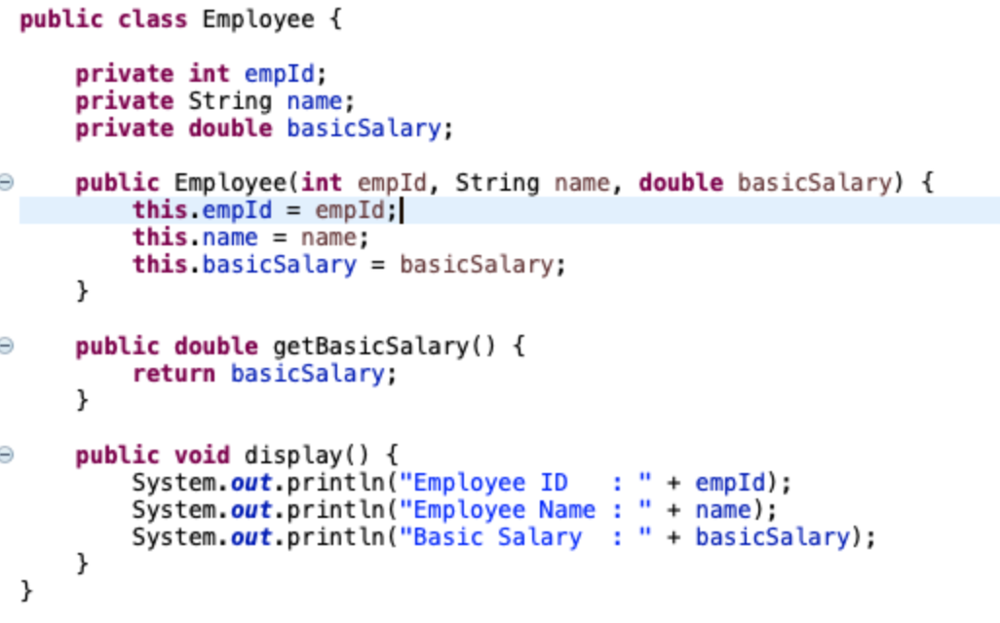 public class Employee {
    private int empId;
    private String name;
    private double basicSalary;
    public Employee(int empId, String name, double basicSalary) {
        this.empId = empId;
        this.name = name;
        this.basicSalary = basicSalary;
    }
    public double getBasicSalary() {
        return basicSalary;
    }
    public void display() {
        System.out.println("Employee ID   : " + empId);
        System.out.println("Employee Name : " + name);
        System.out.println("Basic Salary  : " + basicSalary);
    }
}